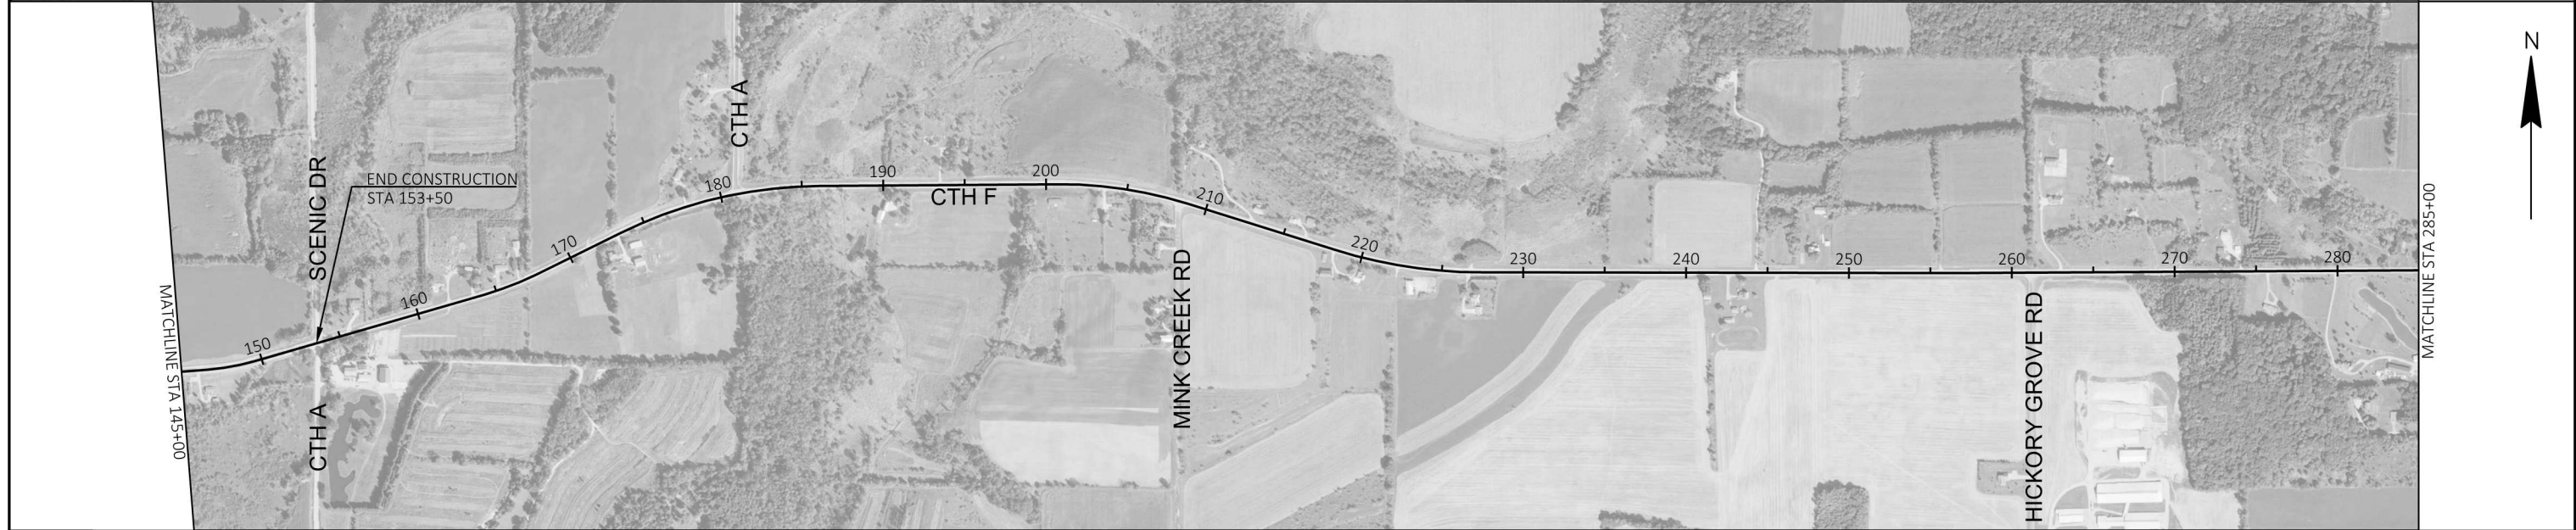 N
CTH A
SCENIC DR
END CONSTRUCTION
STA 153+50
CTH F
CTH A
MINK CREEK RD
HICKORY GROVE RD
150
160
170
180
190
200
210
220
230
240
250
260
270
280
MATCHLINE STA 145+00
MATCHLINE STA 285+00